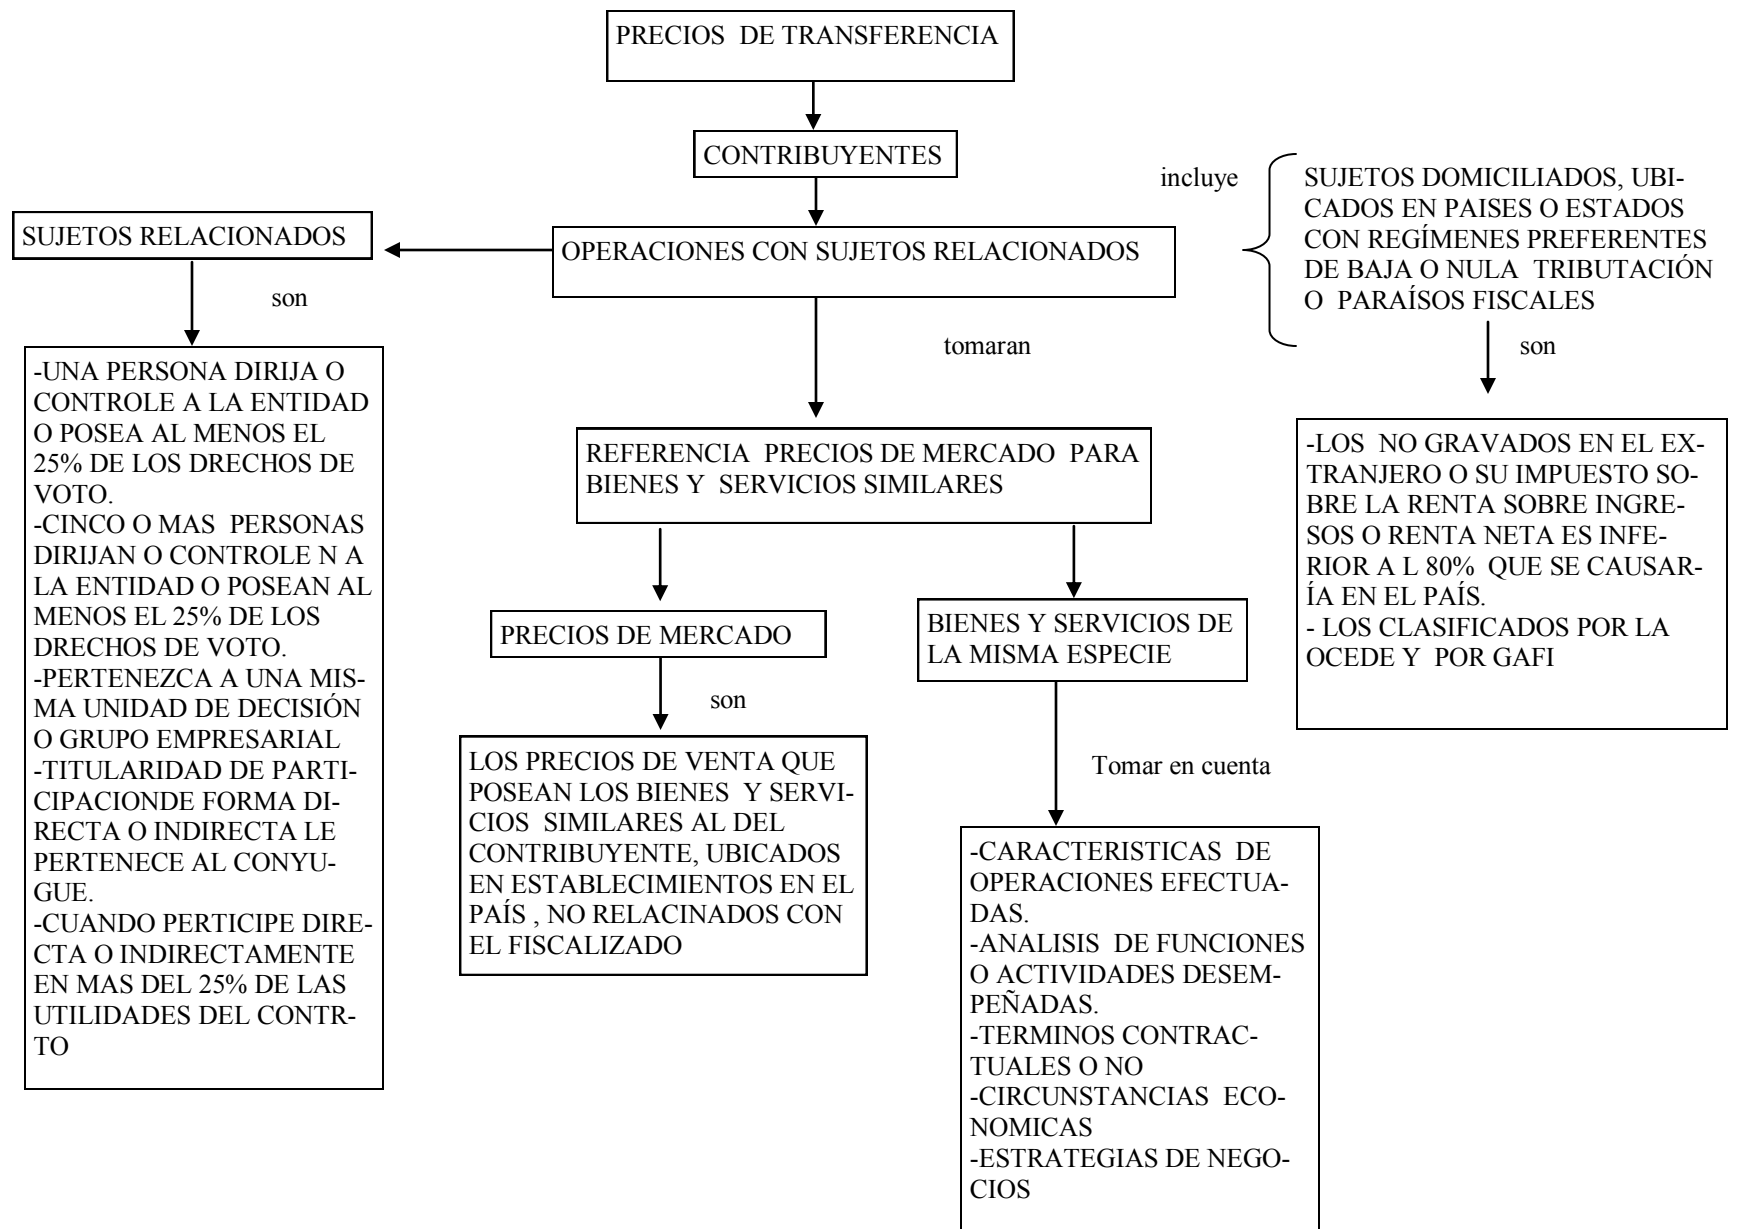 PRECIOS DE TRANSFERENCIA
CONTRIBUYENTES
OPERACIONES CON SUJETOS RELACIONADOS
incluye
SUJETOS DOMICILIADOS, UBI-
CADOS EN PAISES O ESTADOS
CON REGÍMENES PREFERENTES
DE BAJA O NULA TRIBUTACIÓN
O PARAÍSOS FISCALES
son
-LOS NO GRAVADOS EN EL EX-
TRANJERO O SU IMPUESTO SO-
BRE LA RENTA SOBRE INGRE-
SOS O RENTA NETA ES INFE-
RIOR A L 80% QUE SE CAUSAR-
ÍA EN EL PAÍS.
- LOS CLASIFICADOS POR LA
OCEDE Y POR GAFI
SUJETOS RELACIONADOS
son
-UNA PERSONA DIRIJA O
CONTROLE A LA ENTIDAD
O POSEA AL MENOS EL
25% DE LOS DRECHOS DE
VOTO.
-CINCO O MAS PERSONAS
DIRIJAN O CONTROLE N A
LA ENTIDAD O POSEAN AL
MENOS EL 25% DE LOS
DRECHOS DE VOTO.
-PERTENEZCA A UNA MIS-
MA UNIDAD DE DECISIÓN
O GRUPO EMPRESARIAL
-TITULARIDAD DE PARTI-
CIPACIONDE FORMA DI-
RECTA O INDIRECTA LE
PERTENECE AL CONYU-
GUE.
-CUANDO PERTICIPE DIRE-
CTA O INDIRECTAMENTE
EN MAS DEL 25% DE LAS
UTILIDADES DEL CONTR-
TO
tomaran
REFERENCIA PRECIOS DE MERCADO PARA
BIENES Y SERVICIOS SIMILARES
PRECIOS DE MERCADO
son
LOS PRECIOS DE VENTA QUE
POSEAN LOS BIENES Y SERVI-
CIOS SIMILARES AL DEL
CONTRIBUYENTE, UBICADOS
EN ESTABLECIMIENTOS EN EL
PAÍS , NO RELACINADOS CON
EL FISCALIZADO
BIENES Y SERVICIOS DE
LA MISMA ESPECIE
Tomar en cuenta
-CARACTERISTICAS DE
OPERACIONES EFECTUA-
DAS.
-ANALISIS DE FUNCIONES
O ACTIVIDADES DESEM-
PEÑADAS.
-TERMINOS CONTRAC-
TUALES O NO
-CIRCUNSTANCIAS ECO-
NOMICAS
-ESTRATEGIAS DE NEGO-
CIOS